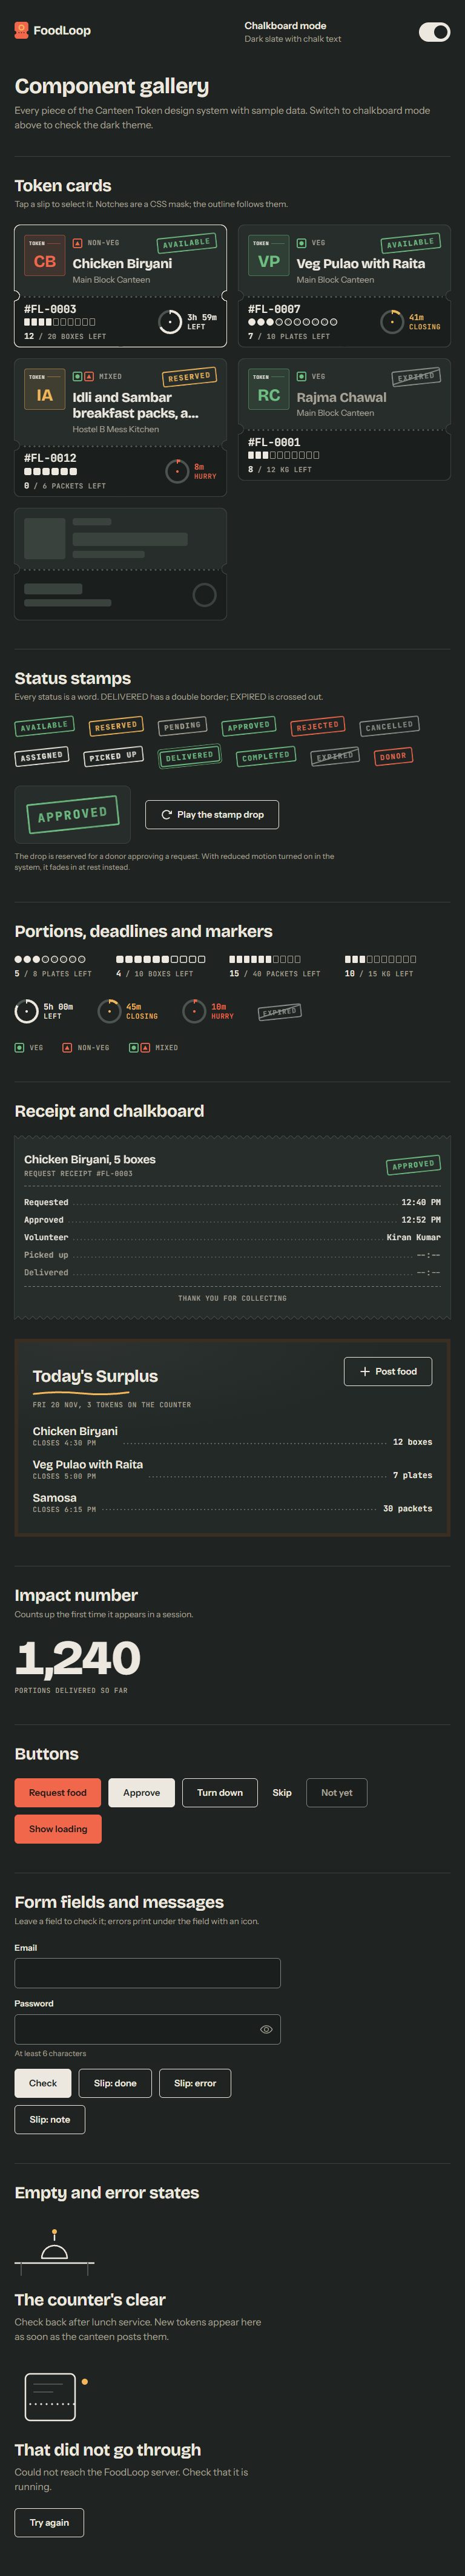 FoodLoop
Chalkboard mode
Dark slate with chalk text
Component gallery
Every piece of the Canteen Token design system with sample data. Switch to chalkboard mode
above to check the dark theme.
Token cards
Tap a slip to select it. Notches are a CSS mask; the outline follows them.
TOKEN
CB
NON-VEG
AVAILABLE
Chicken Biryani
Main Block Canteen
#FL-0003
12 / 20 BOXES LEFT
3h 59m
LEFT
TOKEN
VP
VEG
AVAILABLE
Veg Pulao with Raita
Main Block Canteen
#FL-0007
7 / 10 PLATES LEFT
41m
CLOSING
TOKEN
IA
MIXED
RESERVED
Idli and Sambar
breakfast packs, a...
Hostel B Mess Kitchen
#FL-0012
0 / 6 PACKETS LEFT
8m
HURRY
TOKEN
RC
VEG
EXPIRED
Rajma Chawal
Main Block Canteen
#FL-0001
8 / 12 KG LEFT
Status stamps
Every status is a word. DELIVERED has a double border; EXPIRED is crossed out.
AVAILABLE RESERVED PENDING APPROVED REJECTED CANCELLED
ASSIGNED PICKED UP DELIVERED COMPLETED EXPIRED DONOR
APPROVED
Play the stamp drop
The drop is reserved for a donor approving a request. With reduced motion turned on in the
system, it fades in at rest instead.
Portions, deadlines and markers
5 / 8 PLATES LEFT 4 / 10 BOXES LEFT 15 / 40 PACKETS LEFT 10 / 15 KG LEFT
5h 00m
LEFT
45m
CLOSING
10m
HURRY
EXPIRED
VEG NON-VEG MIXED
Receipt and chalkboard
Chicken Biryani, 5 boxes
REQUEST RECEIPT #FL-0003
APPROVED
Requested 12:40 PM
Approved 12:52 PM
Volunteer Kiran Kumar
Picked up --:--
Delivered --:--
THANK YOU FOR COLLECTING
Today's Surplus
Post food
FRI 20 NOV, 3 TOKENS ON THE COUNTER
Chicken Biryani
CLOSES 4:30 PM 12 boxes
Veg Pulao with Raita
CLOSES 5:00 PM 7 plates
Samosa
CLOSES 6:15 PM 30 packets
Impact number
Counts up the first time it appears in a session.
1,240
PORTIONS DELIVERED SO FAR
Buttons
Request food Approve Turn down Skip Not yet
Show loading
Form fields and messages
Leave a field to check it; errors print under the field with an icon.
Email
Password
At least 6 characters
Check Slip: done Slip: error
Slip: note
Empty and error states
The counter's clear
Check back after lunch service. New tokens appear here
as soon as the canteen posts them.
That did not go through
Could not reach the FoodLoop server. Check that it is
running.
Try again